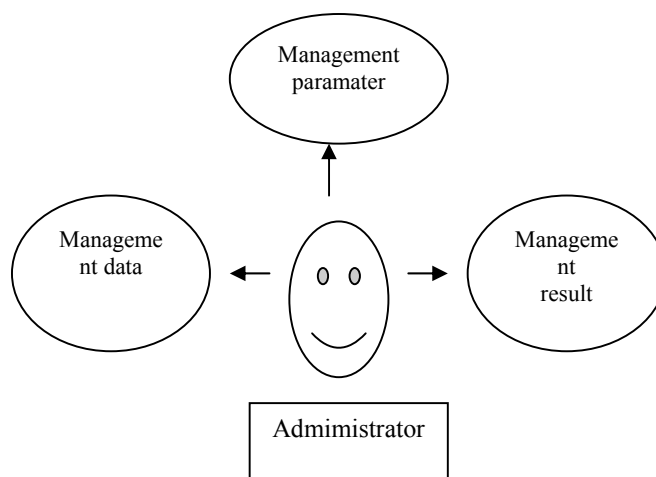 Management
paramater
Manageme
nt data
Manageme
nt
result
Admimistrator